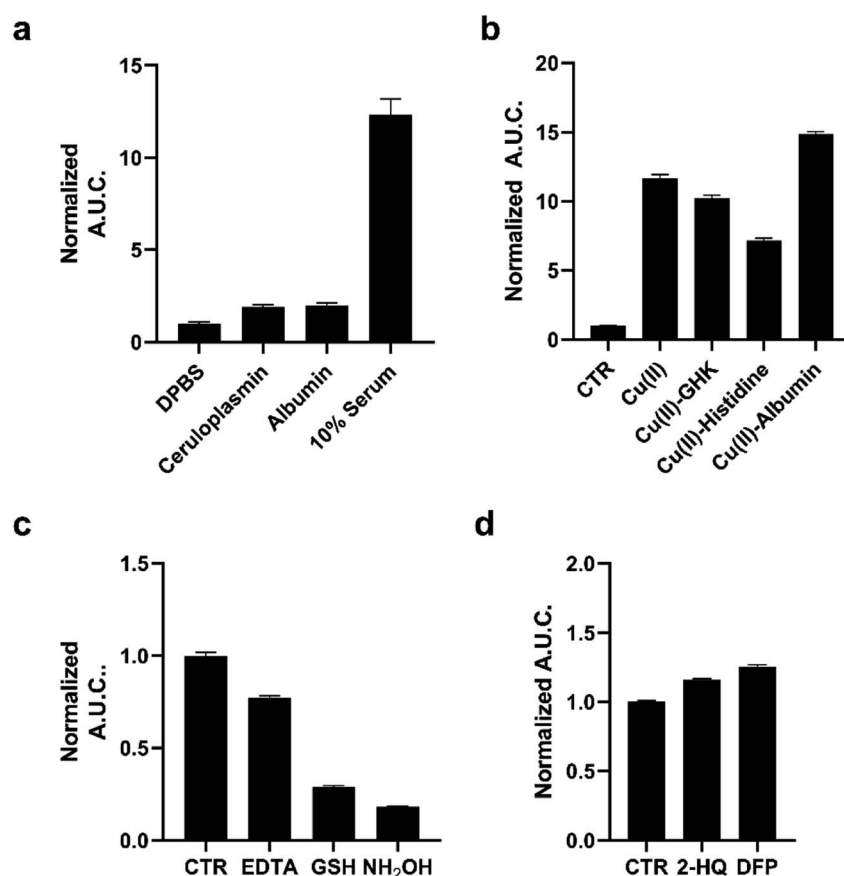 a
Normalized
A.U.C.
15
10
5
0
DPBS
Ceruloplasmin
Albumin
10% Serum
b
Normalized A.U.C.
20
15
10
5
0
CTR
Cu(II)
Cu(II)-GHK
Cu(II)-Histidine
Cu(II)-Albumin
c
Normalized
A.U.C..
1.5
1.0
0.5
0.0
CTR EDTA GSH NH₂OH
d
Normalized A.U.C.
2.0
1.5
1.0
0.5
0.0
CTR 2-HQ DFP